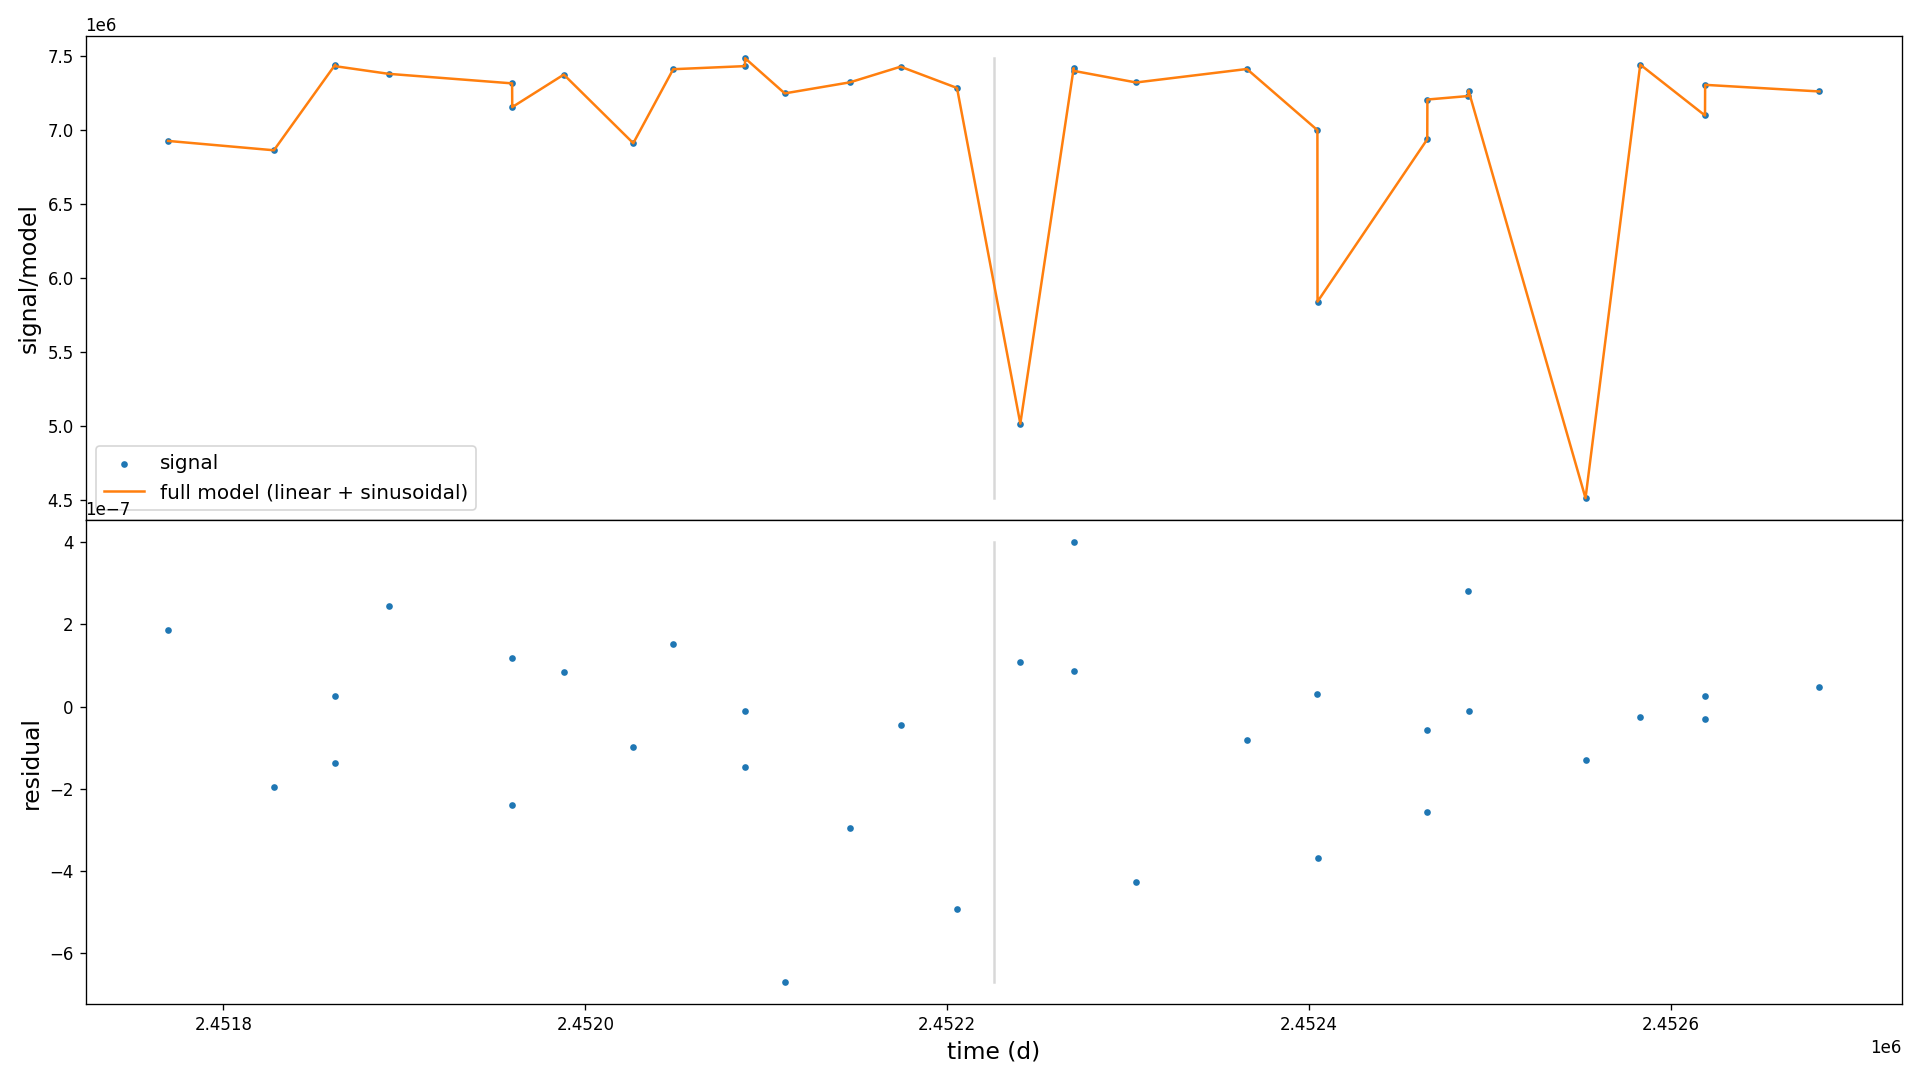 1e6
7.5
7.0
6.5
6.0
5.5
5.0
4.5
signal/model
signal
full model (linear + sinusoidal)
1e−7
4
2
0
−2
−4
−6
residual
2.4518
2.4520
2.4522
2.4524
2.4526
time (d)
1e6